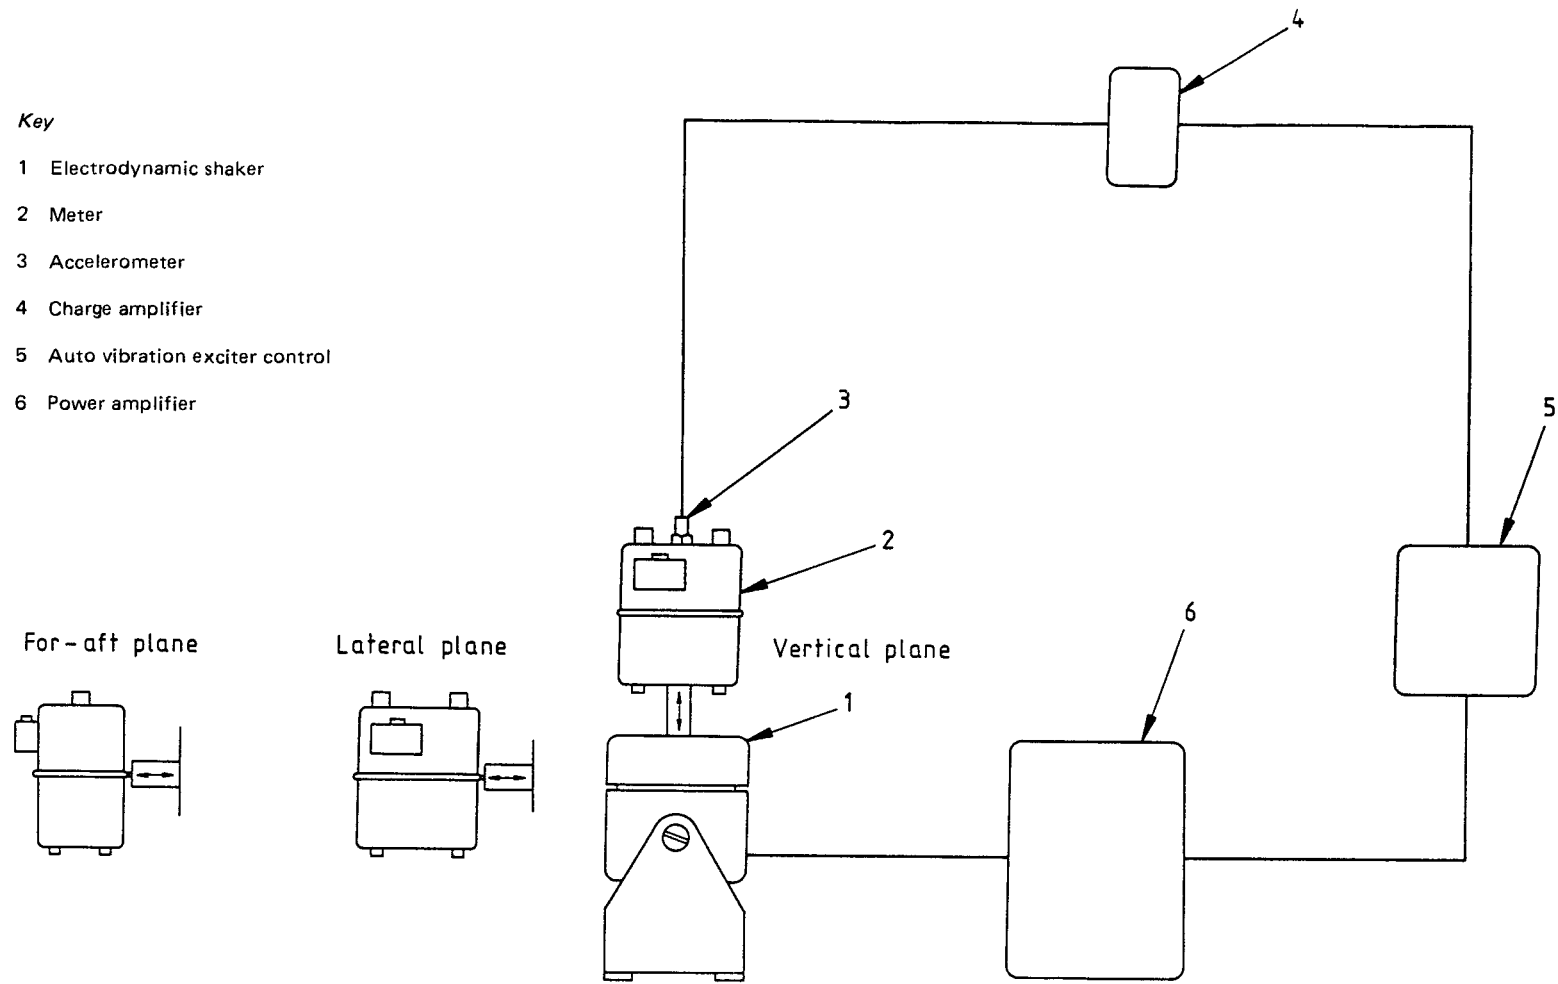 Key
1 Electrodynamic shaker
2 Meter
3 Accelerometer
4 Charge amplifier
5 Auto vibration exciter control
6 Power amplifier
4
3
5
2
6
For-aft plane
Lateral plane
Vertical plane
1